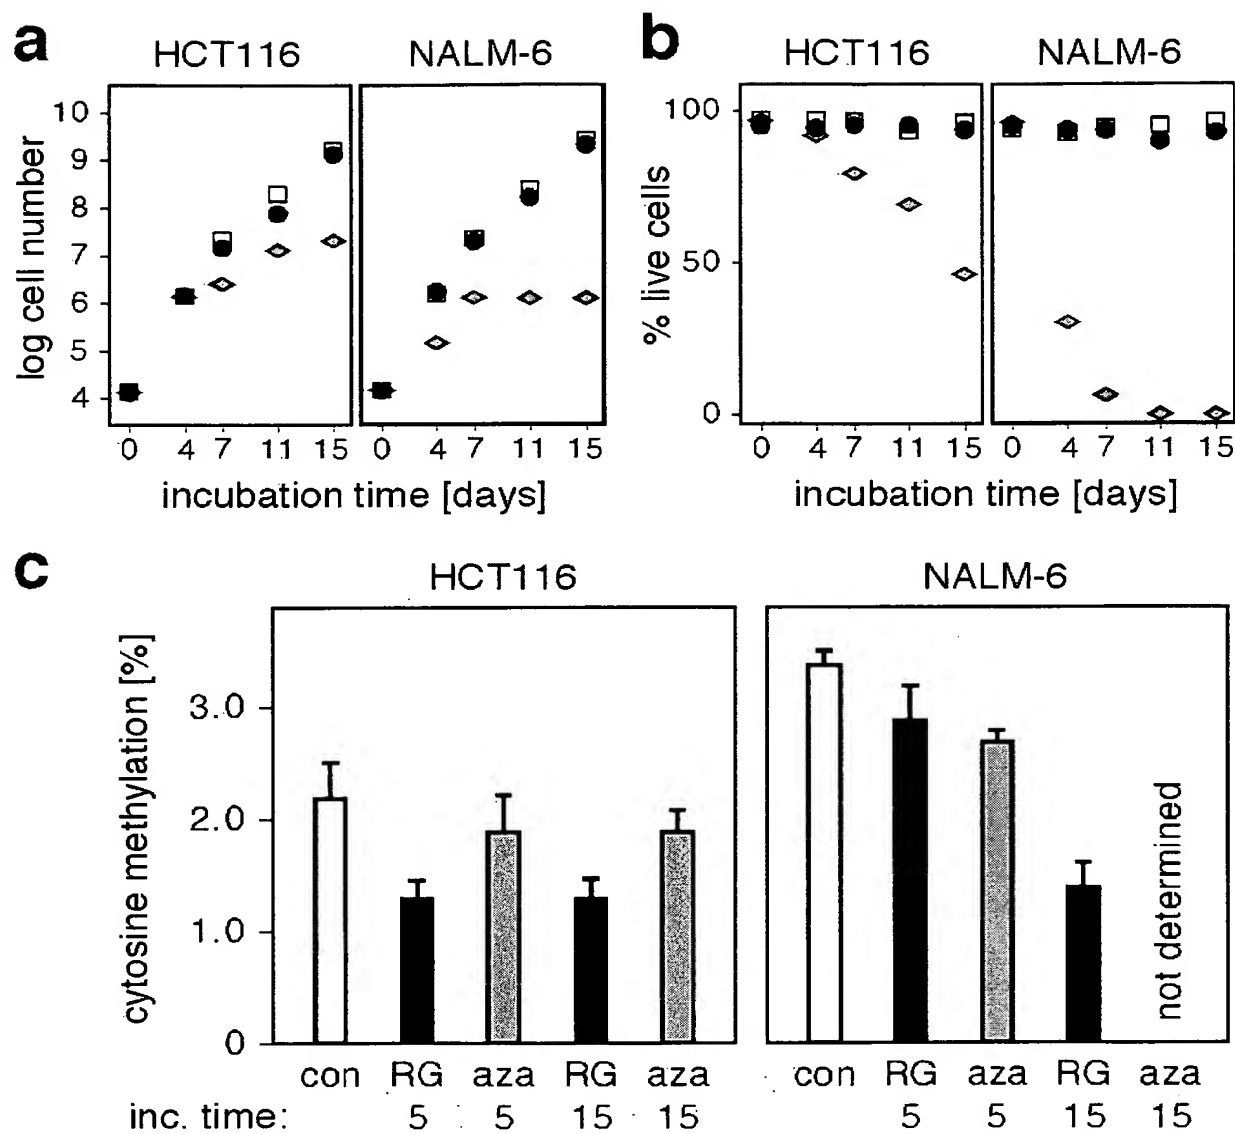 a
HCT116
NALM-6
log cell number
10
9
8
7
6
5
4
0 4 7 11 15
0 4 7 11 15
incubation time [days]
b
HCT116
NALM-6
% live cells
100
50
0
0 4 7 11 15
0 4 7 11 15
incubation time [days]
c
HCT116
NALM-6
cytosine methylation [%]
3.0
2.0
1.0
0
not determined
con RG aza RG aza
con RG aza RG aza
inc. time: 5 5 15 15
5 5 15 15